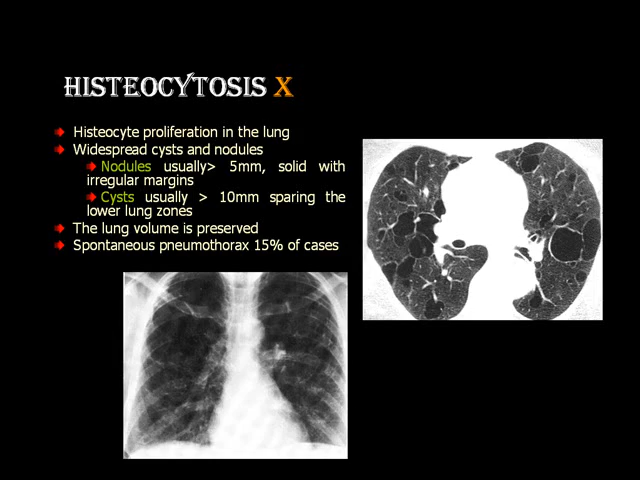 HISTEOCYTOSIS X
Histeocyte proliferation in the lung
Widespread cysts and nodules
Nodules usually> 5mm, solid with
irregular margins
Cysts usually > 10mm sparing the
lower lung zones
The lung volume is preserved
Spontaneous pneumothorax 15% of cases